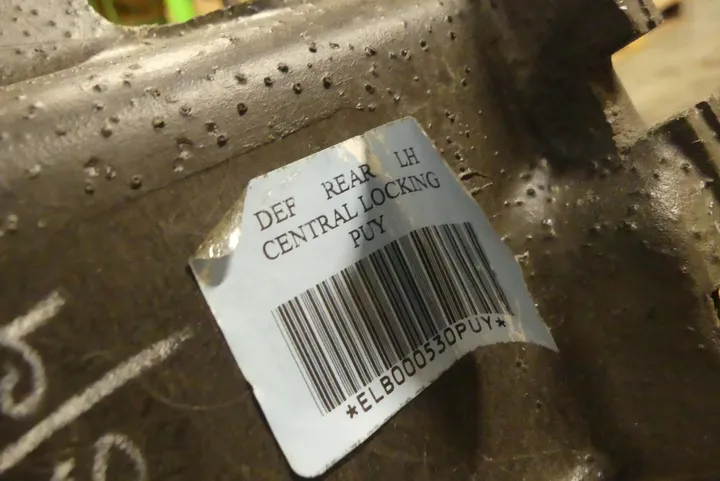 DEF REAR LH
CENTRAL LOCKING
PUY
*ELB000530PUY*